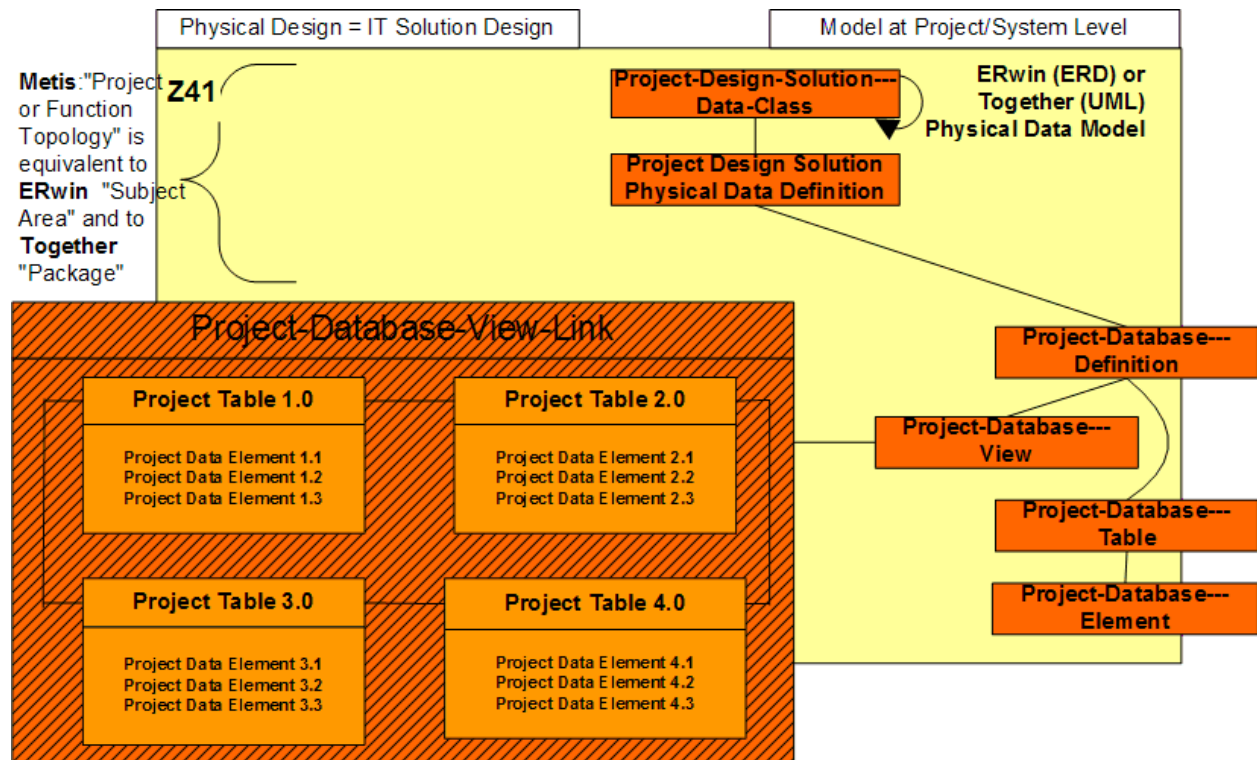 Physical Design = IT Solution Design
Model at Project/System Level
Metis:"Project
or Function
Topology" is
equivalent to
ERwin "Subject
Area" and to
Together
"Package"
Z41
Project-Design-Solution---
Data-Class
ERwin (ERD) or
Together (UML)
Physical Data Model
Project Design Solution
Physical Data Definition
Project-Database-View-Link
Project-Database---
Definition
Project-Database---
View
Project-Database---
Table
Project-Database---
Element
Project Table 1.0
Project Data Element 1.1
Project Data Element 1.2
Project Data Element 1.3
Project Table 2.0
Project Data Element 2.1
Project Data Element 2.2
Project Data Element 2.3
Project Table 3.0
Project Data Element 3.1
Project Data Element 3.2
Project Data Element 3.3
Project Table 4.0
Project Data Element 4.1
Project Data Element 4.2
Project Data Element 4.3